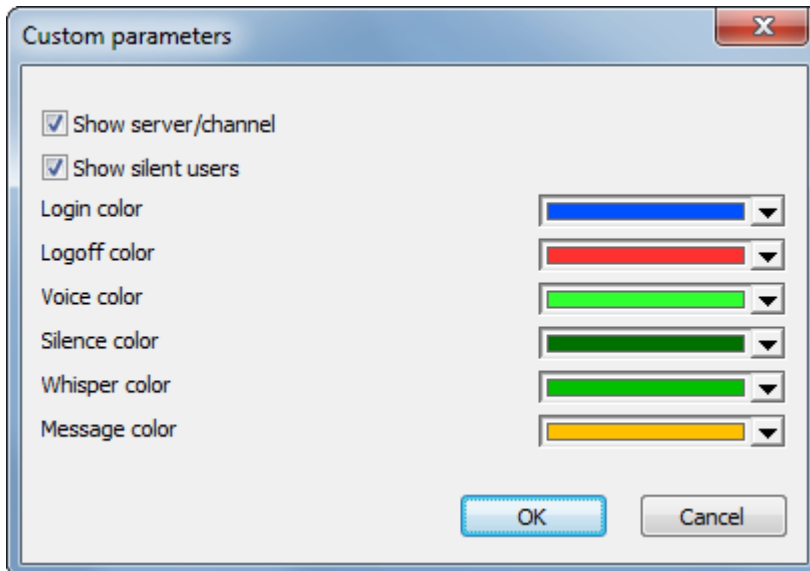 Custom parameters
Show server/channel
Show silent users
Login color
Logoff color
Voice color
Silence color
Whisper color
Message color
OK Cancel